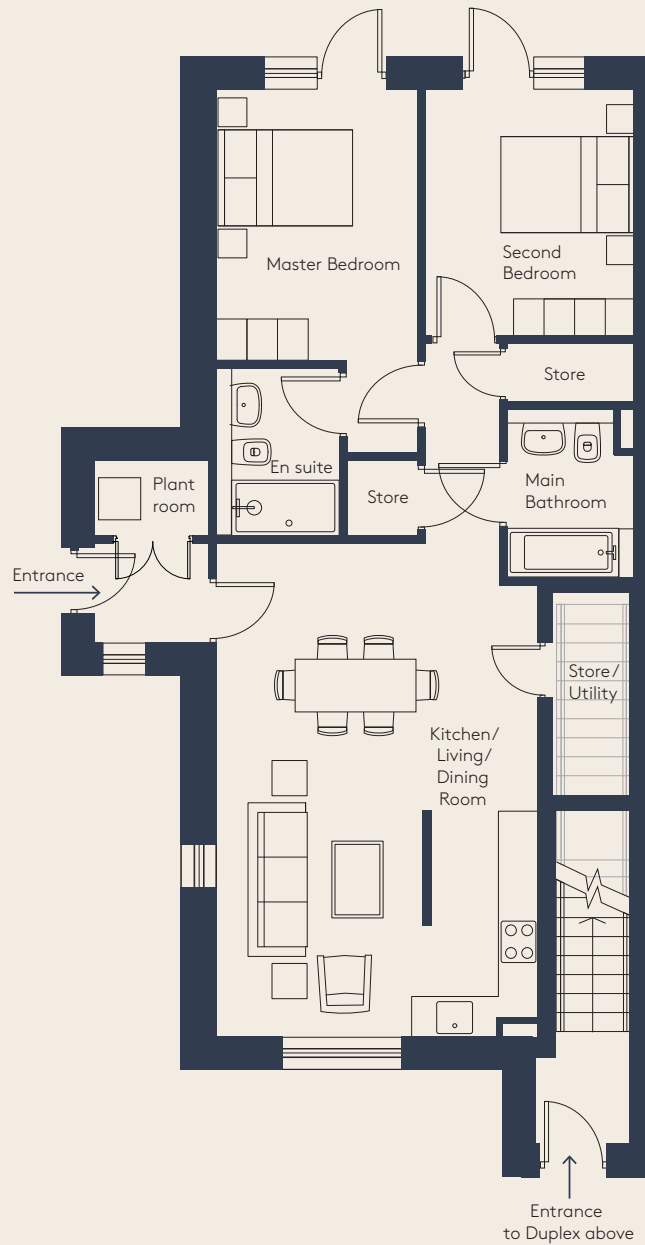 Master Bedroom
Second
Bedroom
Store
En suite
Store
Main
Bathroom
Plant
room
Entrance
Store/
Utility
Kitchen/
Living/
Dining
Room
Entrance
to Duplex above